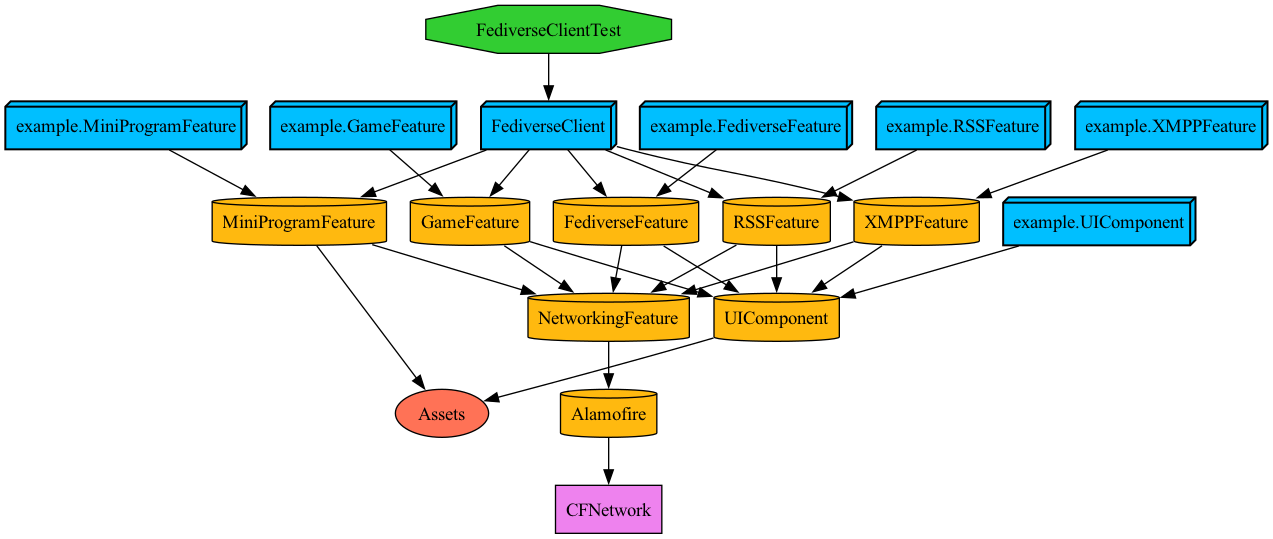 FediverseClientTest
example.MiniProgramFeature
example.GameFeature
FediverseClient
example.FediverseFeature
example.RSSFeature
example.XMPPFeature
MiniProgramFeature
GameFeature
FediverseFeature
RSSFeature
XMPPFeature
example.UIComponent
NetworkingFeature
UIComponent
Assets
Alamofire
CFNetwork